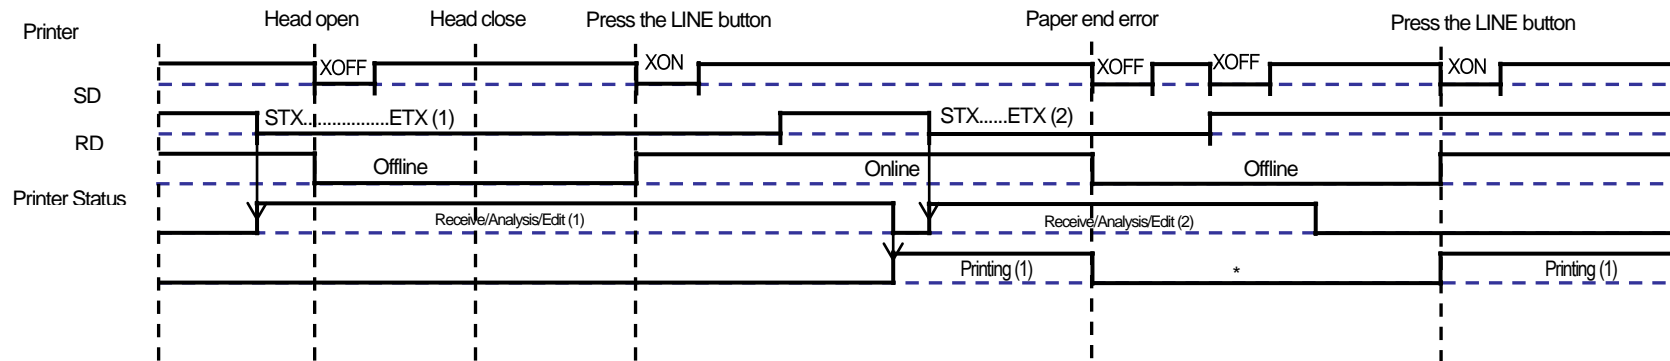 Printer
Head open
Head close
Press the LINE button
Paper end error
Press the LINE button
XOFF
XON
XOFF
XOFF
XON
SD
STX.................ETX (1)
STX......ETX (2)
RD
Offline
Online
Offline
Printer Status
Receive/Analysis/Edit (1)
Receive/Analysis/Edit (2)
Printing (1)
*
Printing (1)